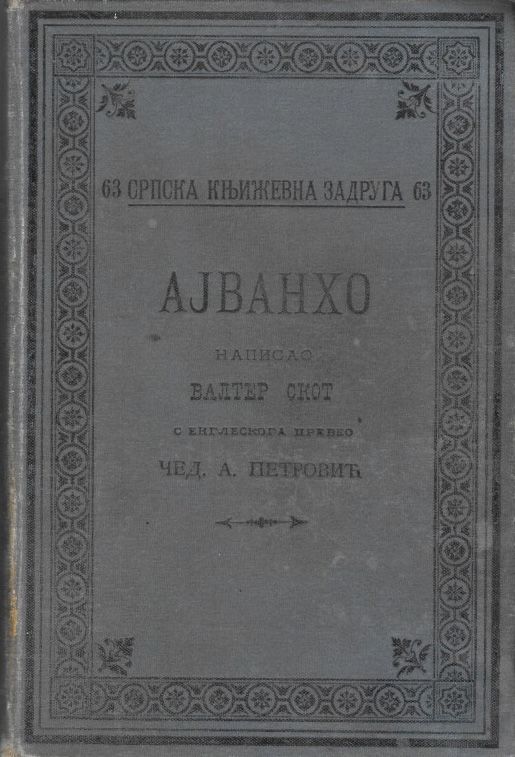 63 СРПСКА КЊИЖЕВНА ЗАДРУГА 63
АЈВАНХО
НАПИСАО
ВАЛТЕР СКОТ
С ЕНГЛЕСКОГА ПРЕВЕО
ЧЕД. А. ПЕТРОВИЋ